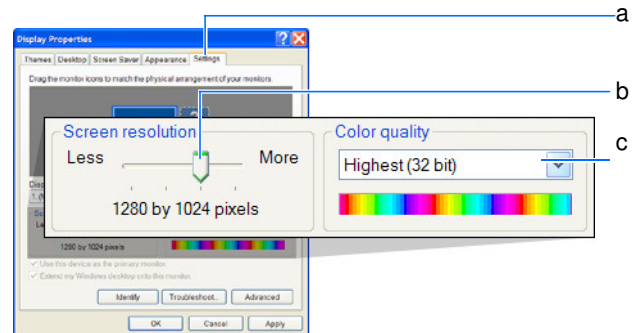 a
Display Properties
Themes Desktop Screen Saver Appearance Settings
Drag the monitor icons to match the physical arrangement of your monitors.
b
Screen resolution
Color quality
c
Less More
Highest (32 bit)
1280 by 1024 pixels
1280 by 1024 pixels
Use this device as the primary monitor.
Extend my Windows desktop onto this monitor.
Identify Troubleshoot... Advanced
OK Cancel Apply